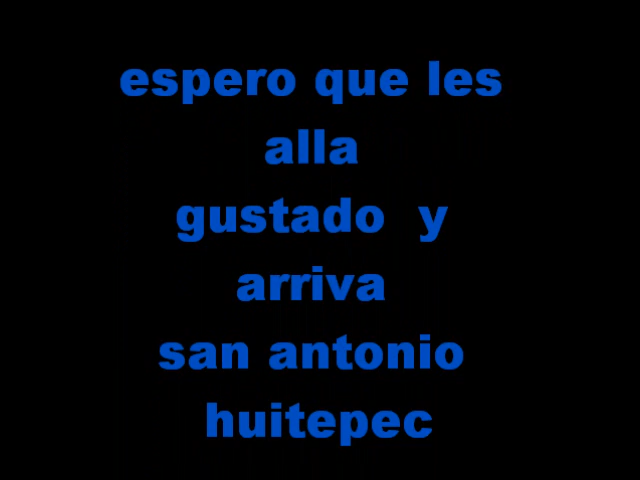 espero que les
alla
gustado y
arriva
san antonio
huitepec